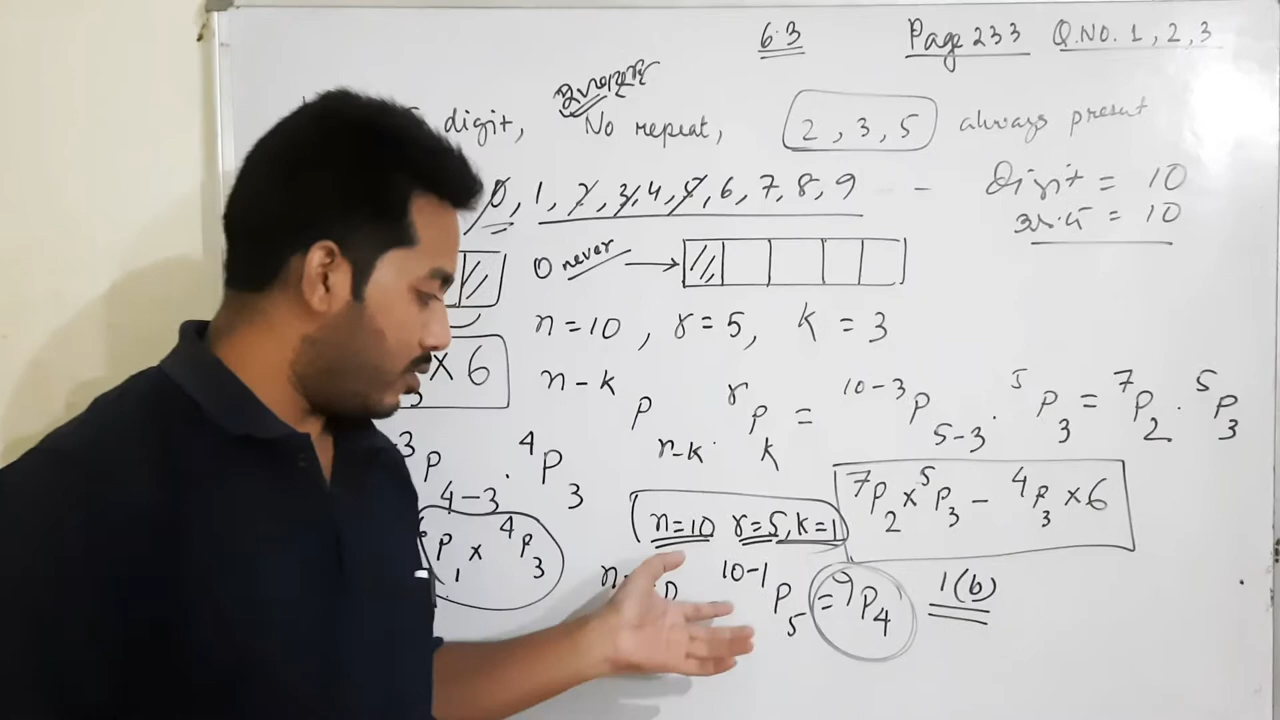 6.3 Page 233 Q.NO. 1, 2, 3
digit, No repeat, 2, 3, 5 always present
0, 1, 2, 3, 4, 5, 6, 7, 8, 9 - digit = 10
= 10
0 never →
n = 10, r = 5, K = 3
× 6
n-k P r-k . r P k = 10-3 P 5-3 . 5 P 3 = 7 P 2 . 5 P 3
3 P 4-3 . 4 P 3
7 P 2 × 5 P 3 - 4 P 3 × 6
n=10 r=5, k=1
P 1 × 4 P 3
10-1 P 5 = 9 P 4 1(b)